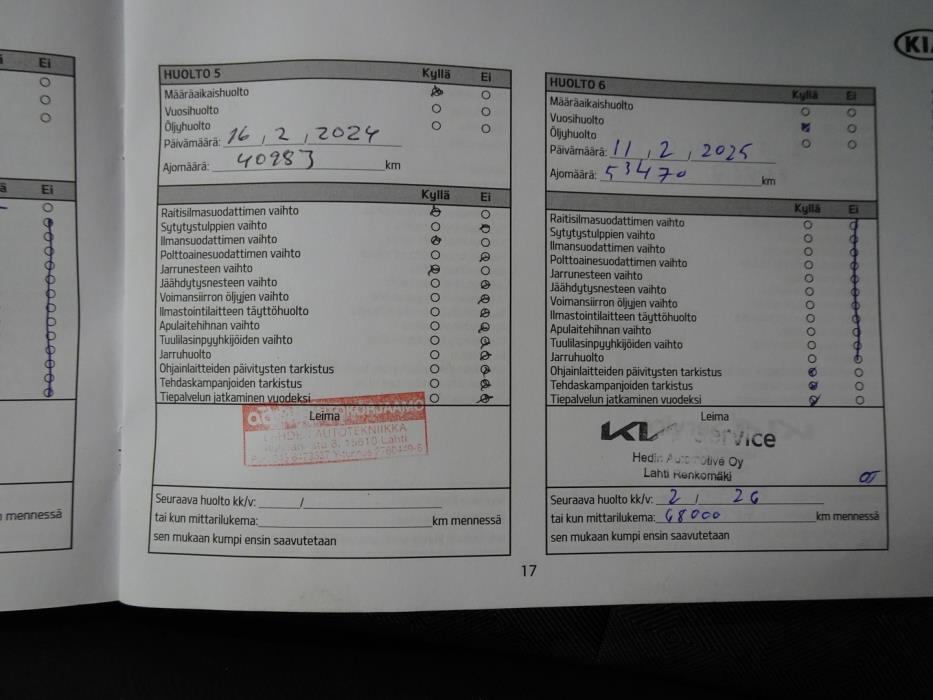 KIA
Ei
Ei
mennessä
HUOLTO 5 Kyllä Ei
Määräaikaishuolto
Vuosihuolto
Öljyhuolto
Päivämäärä: 16 , 2 , 2024
Ajomäärä: 40983 km
Kyllä Ei
Raitisilmasuodattimen vaihto
Sytytystulppien vaihto
Ilmansuodattimen vaihto
Polttoainesuodattimen vaihto
Jarrunesteen vaihto
Jäähdytysnesteen vaihto
Voimansiirron öljyjen vaihto
Ilmastointilaitteen täyttöhuolto
Apulaitehihnan vaihto
Tuulilasinpyyhkijöiden vaihto
Jarruhuolto
Ohjainlaitteiden päivitysten tarkistus
Tehdaskampanjoiden tarkistus
Tiepalvelun jatkaminen vuodeksi
Leima
AUTOTEKNIIKKA
15610 Lahti
Seuraava huolto kk/v: /
tai kun mittarilukema: km mennessä
sen mukaan kumpi ensin saavutetaan
HUOLTO 6 Kyllä Ei
Määräaikaishuolto
Vuosihuolto
Öljyhuolto
Päivämäärä: 11 , 2 , 2025
Ajomäärä: 53470 km
Kyllä Ei
Raitisilmasuodattimen vaihto
Sytytystulppien vaihto
Ilmansuodattimen vaihto
Polttoainesuodattimen vaihto
Jarrunesteen vaihto
Jäähdytysnesteen vaihto
Voimansiirron öljyjen vaihto
Ilmastointilaitteen täyttöhuolto
Apulaitehihnan vaihto
Tuulilasinpyyhkijöiden vaihto
Jarruhuolto
Ohjainlaitteiden päivitysten tarkistus
Tehdaskampanjoiden tarkistus
Tiepalvelun jatkaminen vuodeksi
Leima
KIA service
Hedin Automotive Oy
Lahti Renkomäki
Seuraava huolto kk/v: 2 / 26
tai kun mittarilukema: 68000 km mennessä
sen mukaan kumpi ensin saavutetaan
17